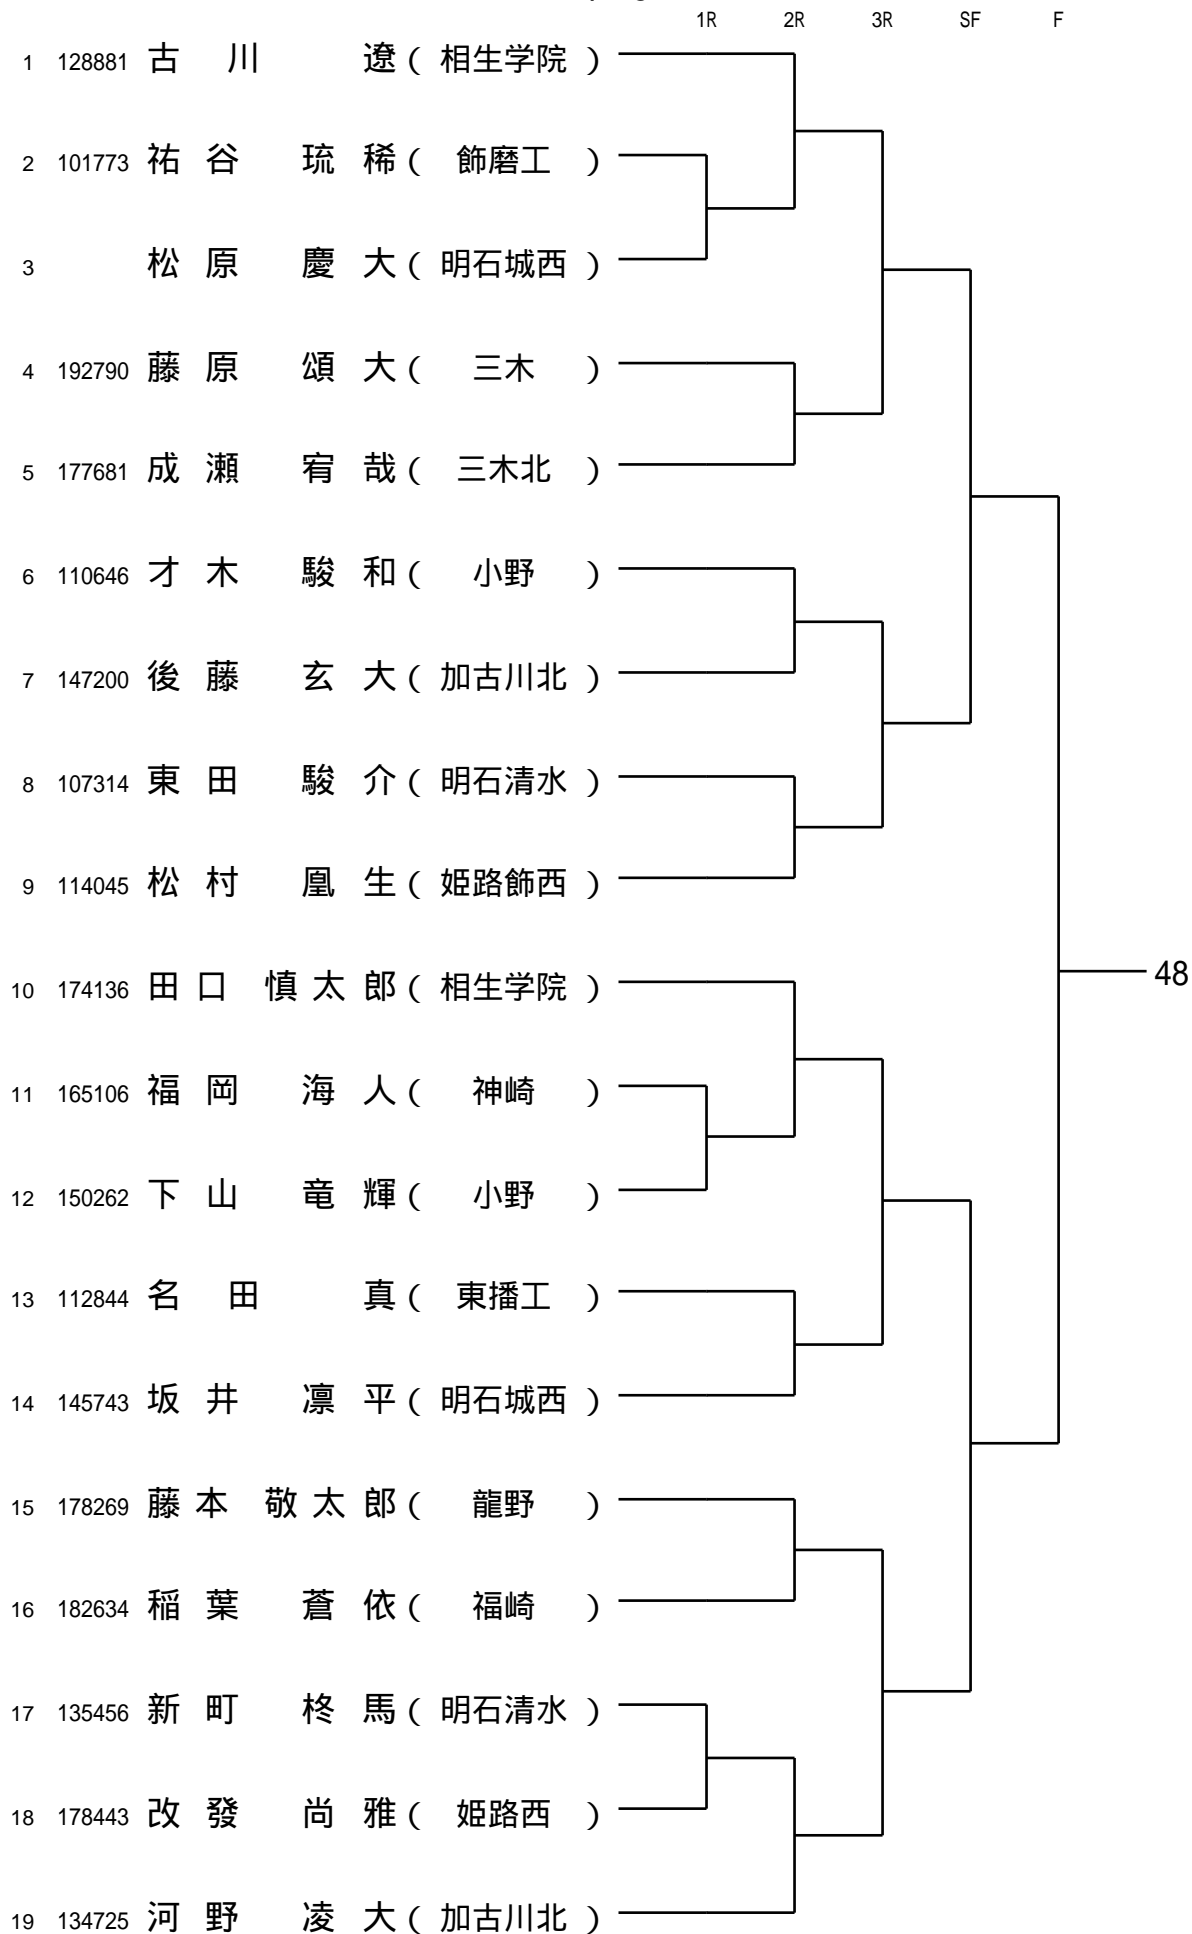 1R 2R 3R SF F
1 128881 古川 遼 ( 相生学院 )
2 101773 祐谷 琉稀 ( 飾磨工 )
3 松原 慶大 ( 明石城西 )
4 192790 藤原 頌大 ( 三木 )
5 177681 成瀬 宥哉 ( 三木北 )
6 110646 才木 駿和 ( 小野 )
7 147200 後藤 玄大 ( 加古川北 )
8 107314 東田 駿介 ( 明石清水 )
9 114045 松村 凰生 ( 姫路飾西 )
48
10 174136 田口 慎太郎 ( 相生学院 )
11 165106 福岡 海人 ( 神崎 )
12 150262 下山 竜輝 ( 小野 )
13 112844 名田 真 ( 東播工 )
14 145743 坂井 凛平 ( 明石城西 )
15 178269 藤本 敬太郎 ( 龍野 )
16 182634 稲葉 蒼依 ( 福崎 )
17 135456 新町 柊馬 ( 明石清水 )
18 178443 改發 尚雅 ( 姫路西 )
19 134725 河野 凌大 ( 加古川北 )